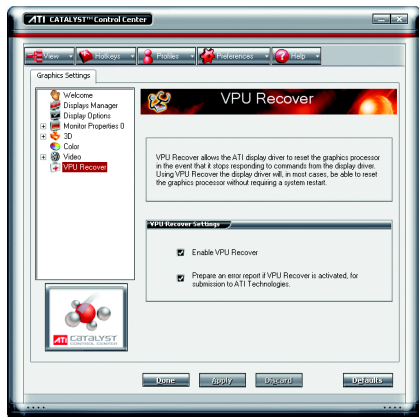 ATI CATALYST™ Control Center
View Hotkeys Profiles Preferences Help
Graphics Settings
Welcome
Displays Manager
Display Options
Monitor Properties 0
3D
Color
Video
VPU Recover
VPU Recover
VPU Recover allows the ATI display driver to reset the graphics processor
in the event that it stops responding to commands from the display driver.
Using VPU Recover the display driver will, in most cases, be able to reset
the graphics processor without requiring a system restart.
VPU Recover Settings
Enable VPU Recover
Prepare an error report if VPU Recover is activated, for
submission to ATI Technologies.
ATI CATALYST
CONTROL CENTER
Done Apply Discard Defaults